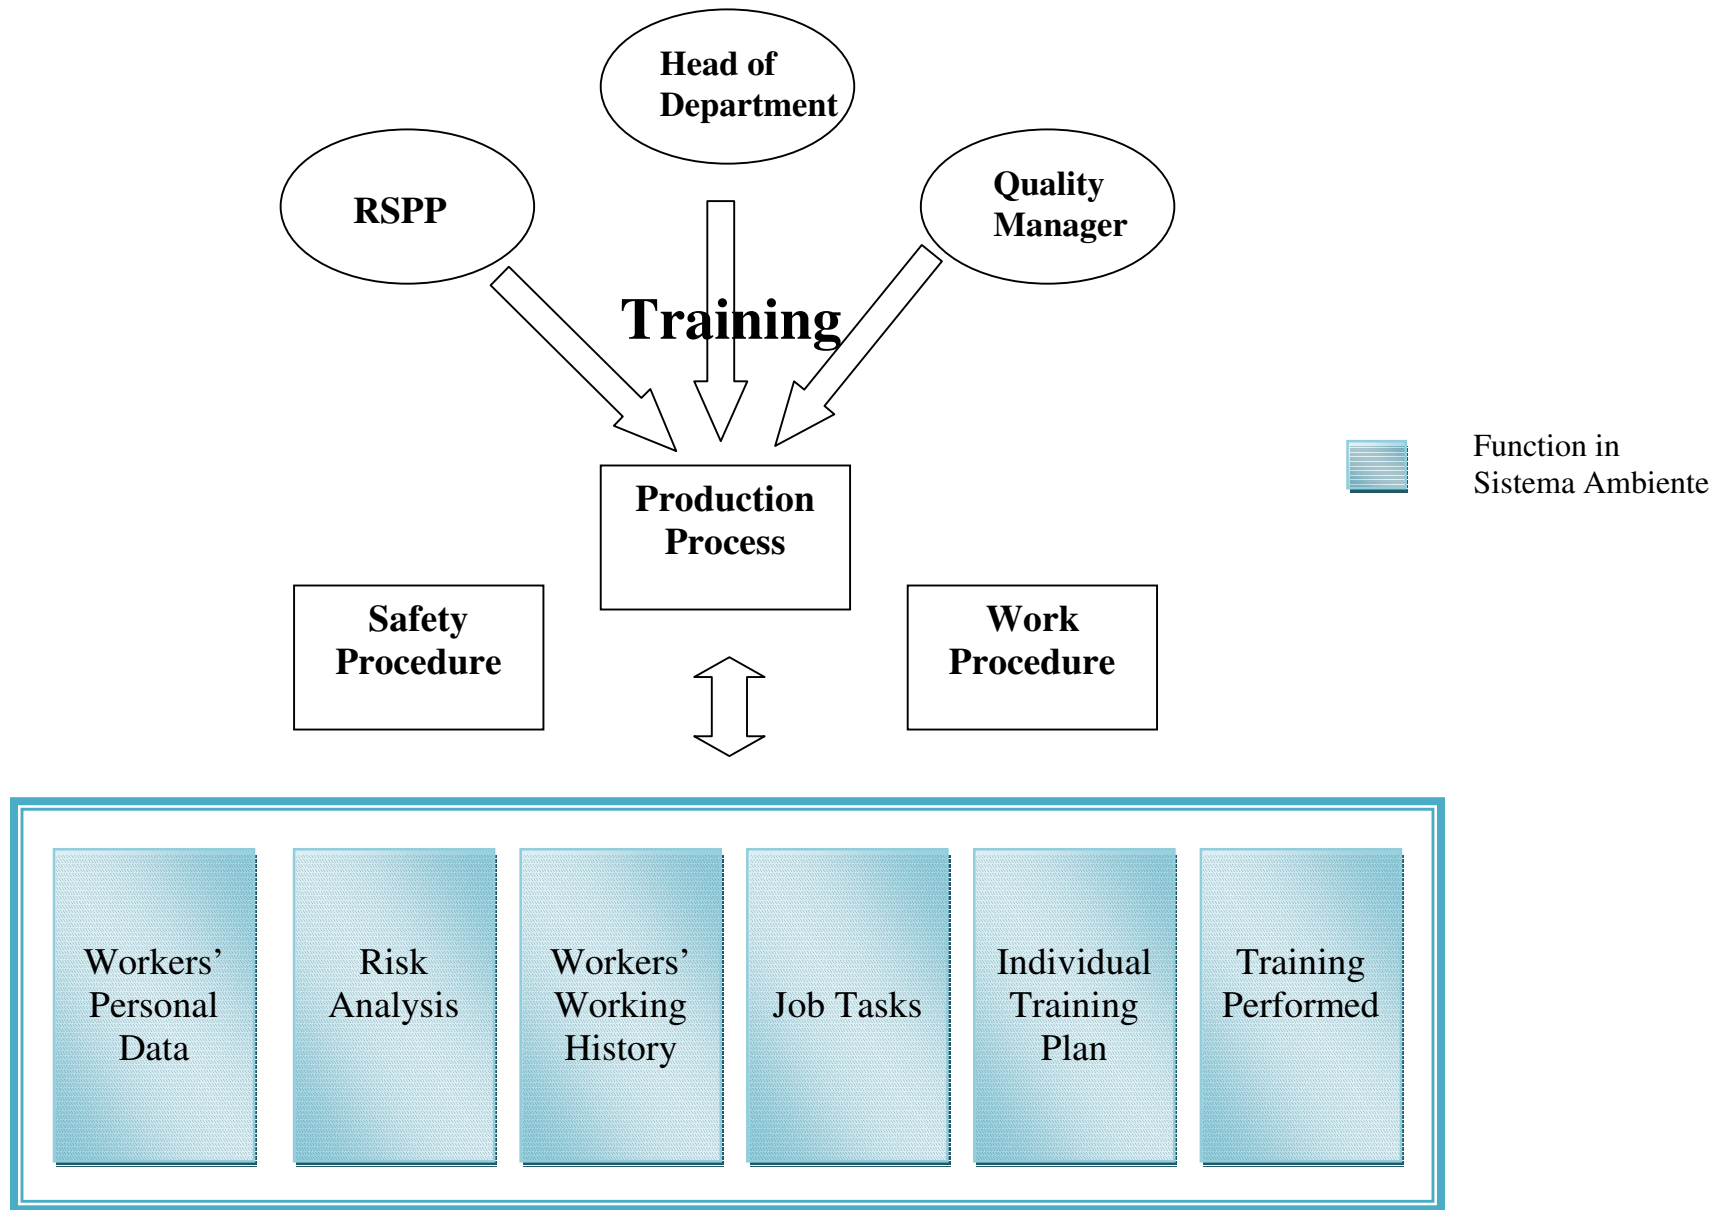 Head of
Department
RSPP
Quality
Manager
Training
Production
Process
Function in
Sistema Ambiente
Safety
Procedure
Work
Procedure
Workers’
Personal
Data
Risk
Analysis
Workers’
Working
History
Job Tasks
Individual
Training
Plan
Training
Performed